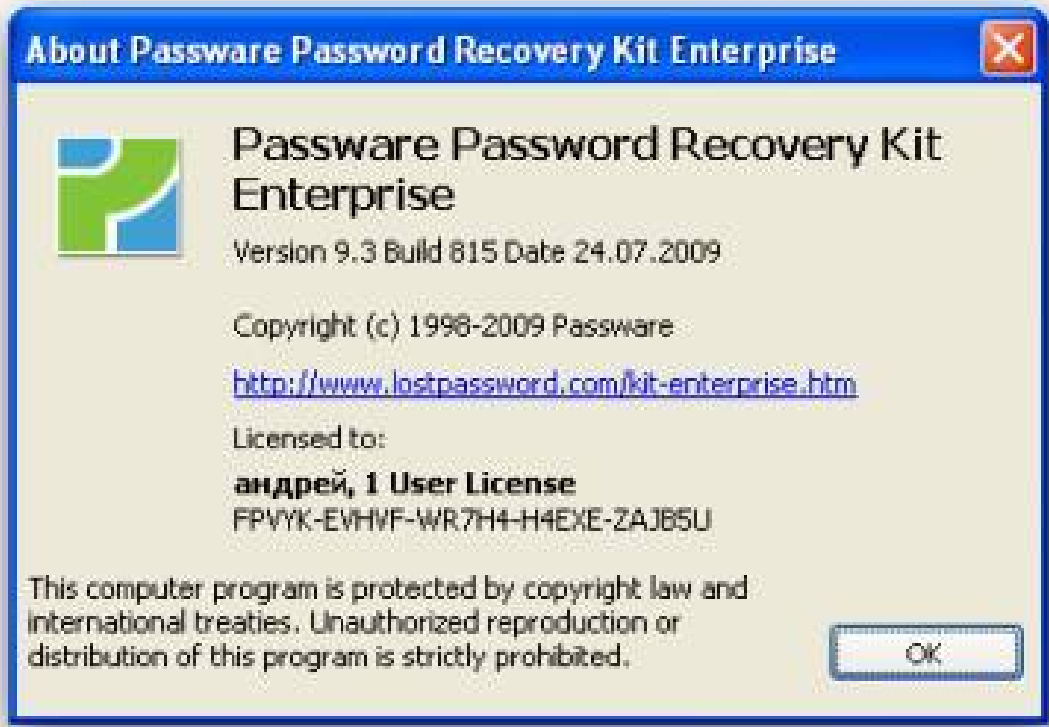 About Passware Password Recovery Kit Enterprise
Passware Password Recovery Kit
Enterprise
Version 9.3 Build 815 Date 24.07.2009
Copyright (c) 1998-2009 Passware
http://www.lostpassword.com/kit-enterprise.htm
Licensed to:
андрей, 1 User License
FPVYK-EVHVF-WR7H4-H4EXE-ZAJB5U
This computer program is protected by copyright law and
international treaties. Unauthorized reproduction or
distribution of this program is strictly prohibited.
OK